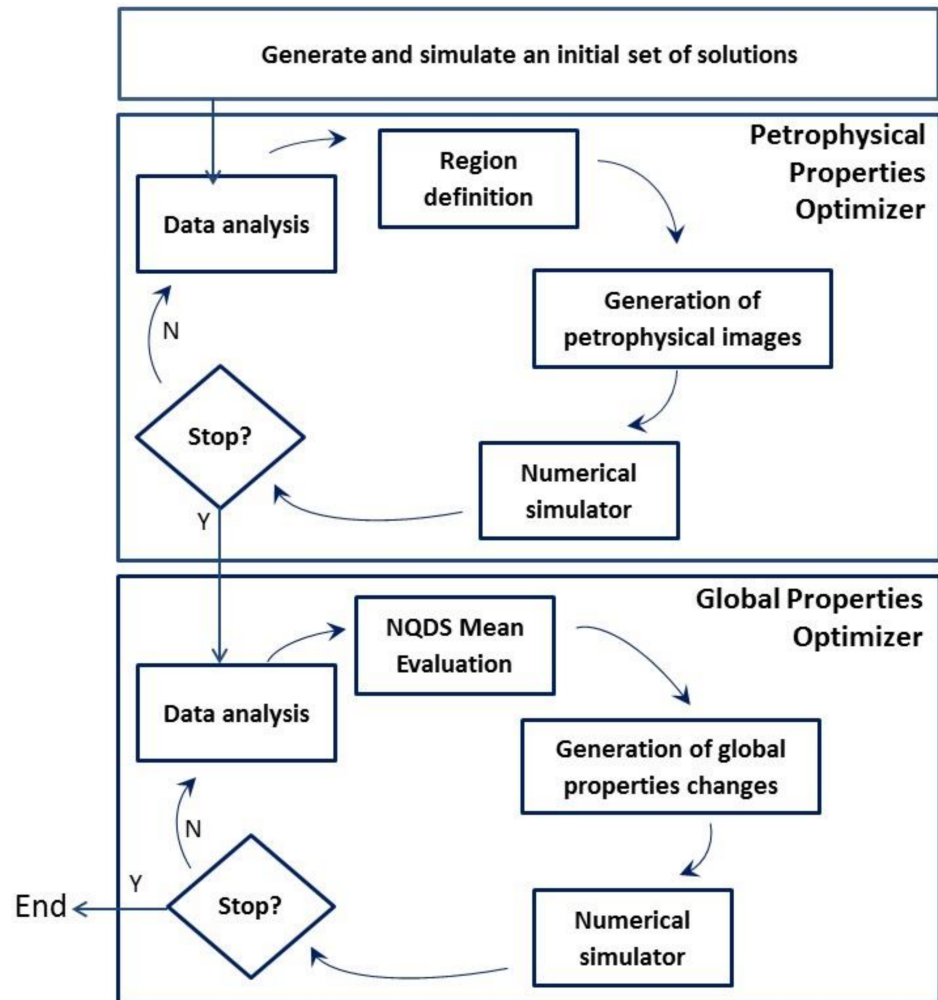 Generate and simulate an initial set of solutions
Petrophysical
Properties
Optimizer
Region
definition
Data analysis
Generation of
petrophysical images
N
Stop?
Numerical
simulator
Y
Global Properties
Optimizer
NQDS Mean
Evaluation
Data analysis
Generation of global
properties changes
N
Stop?
Y
End
Numerical
simulator